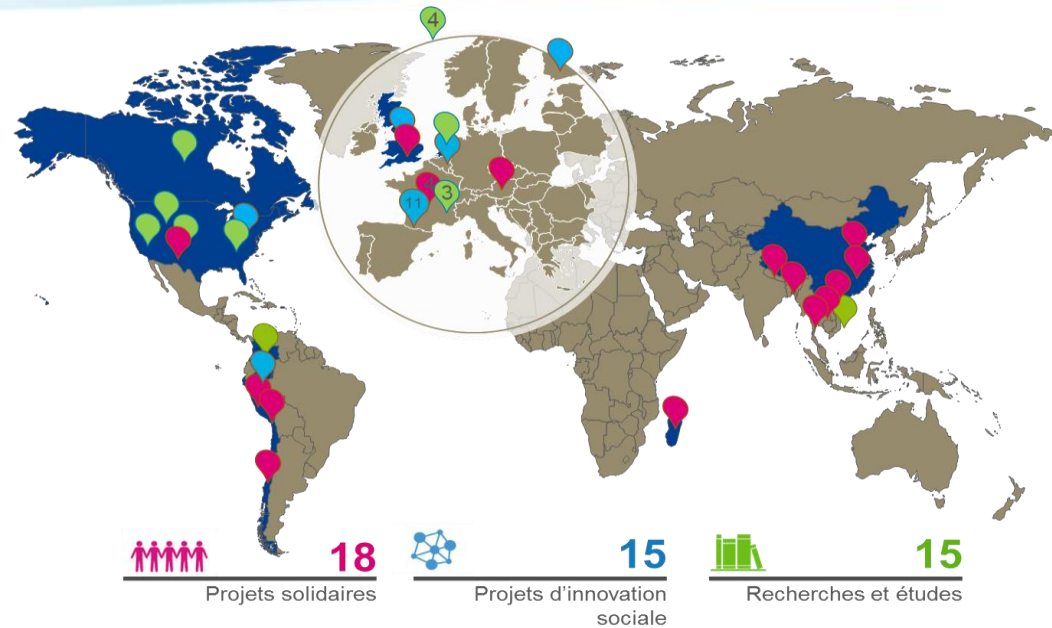 4
3
11
18
15
15
Projets solidaires
Projets d'innovation
sociale
Recherches et études